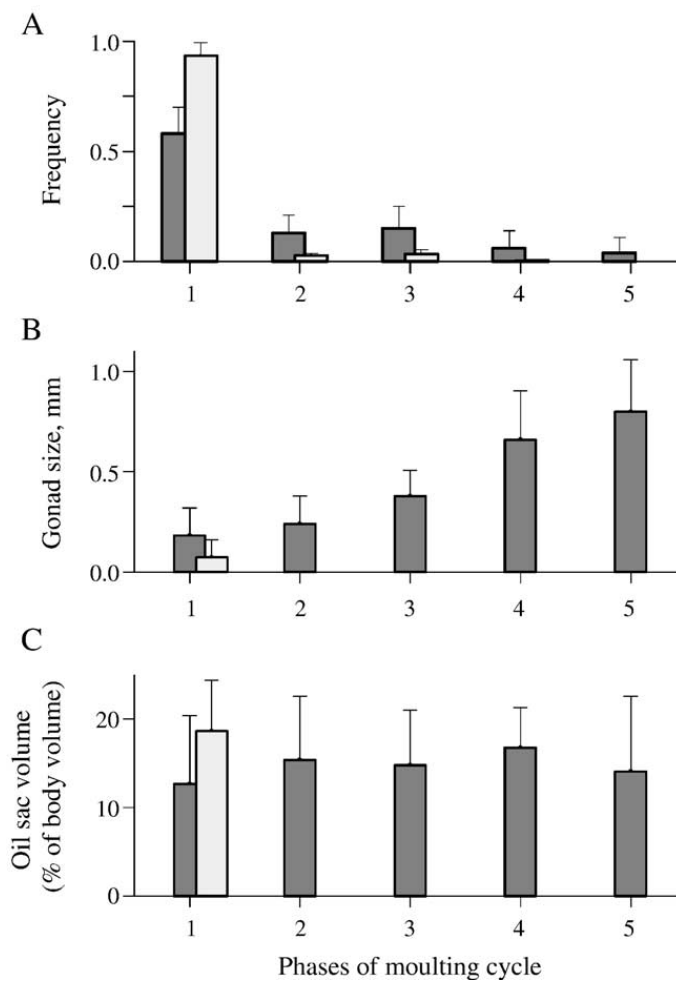 A
1.0
0.5
0.0
Frequency
1 2 3 4 5
B
1.0
0.5
0.0
Gonad size, mm
1 2 3 4 5
C
20
10
0
Oil sac volume
(% of body volume)
1 2 3 4 5
Phases of moulting cycle